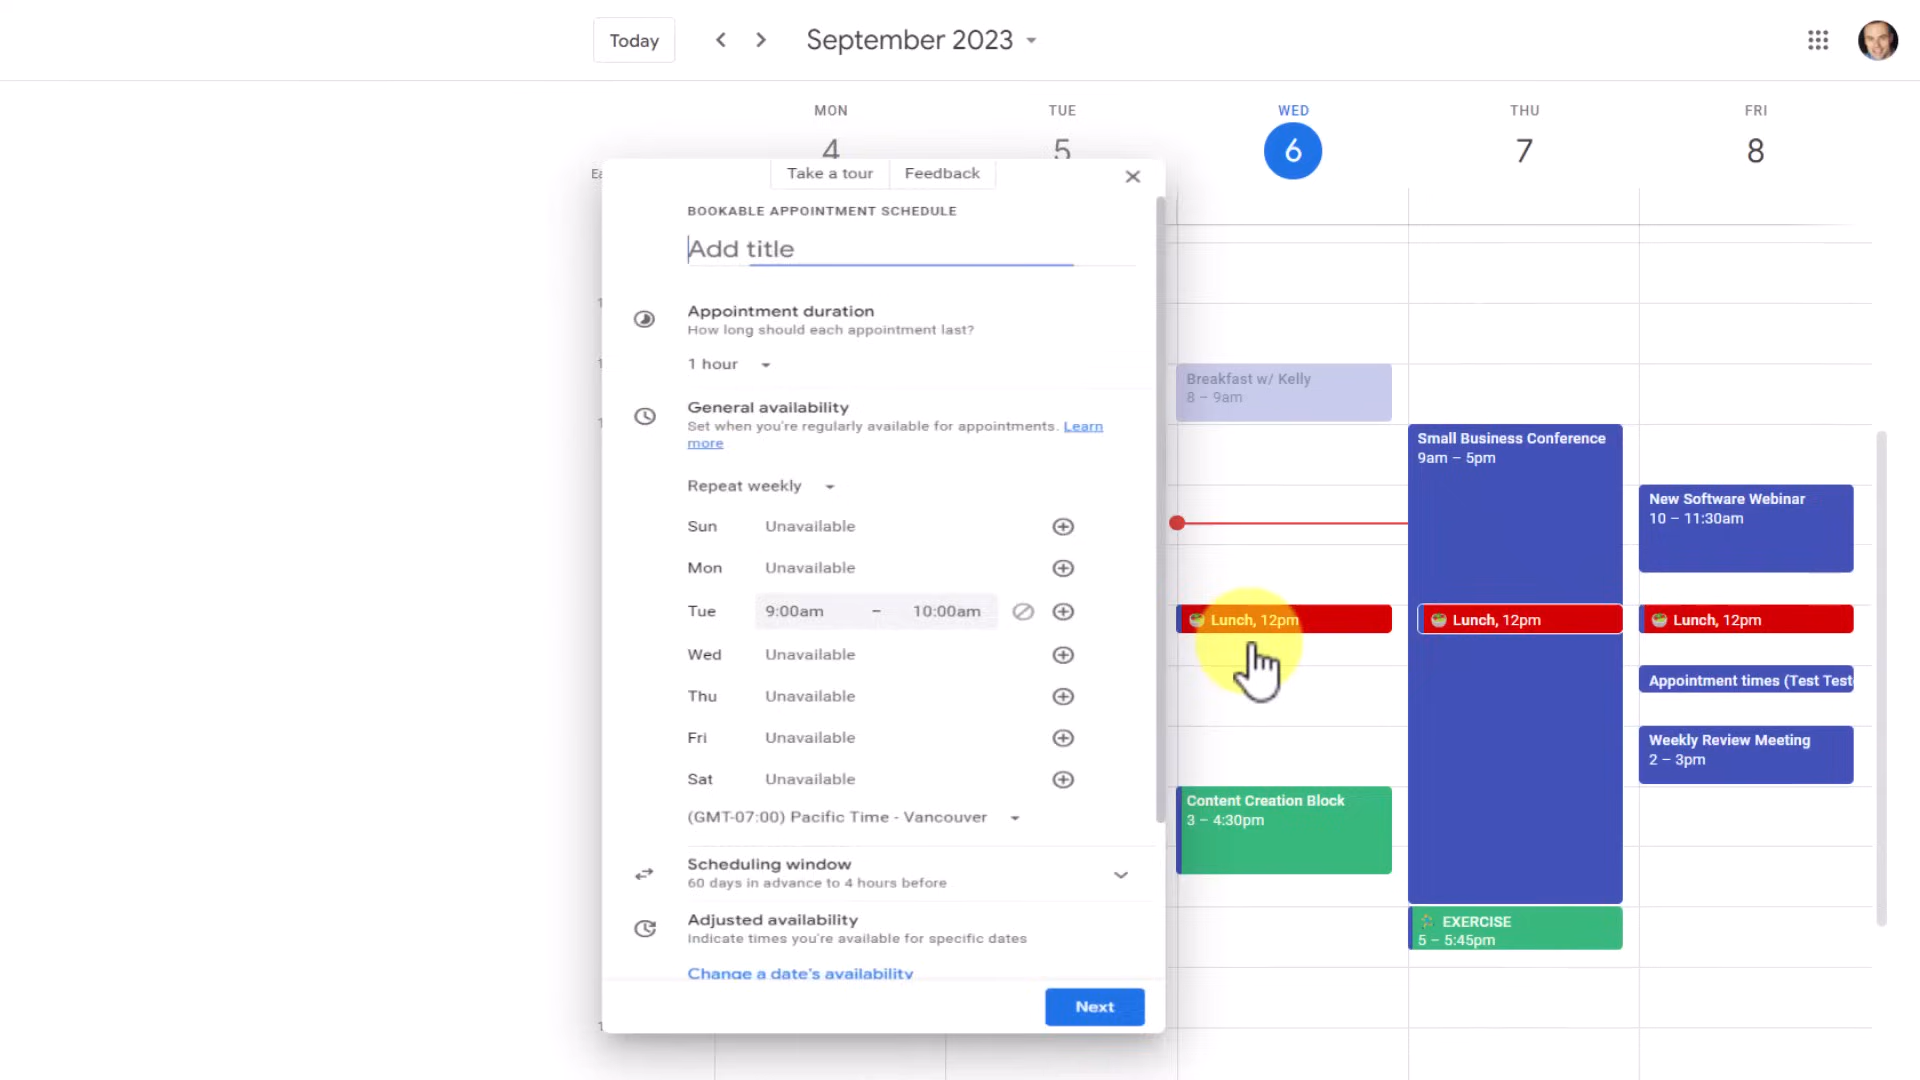 Today
September 2023
MON
4
TUE
5
WED
6
THU
7
FRI
8
Take a tour
Feedback
BOOKABLE APPOINTMENT SCHEDULE
Add title
Appointment duration
How long should each appointment last?
1 hour
General availability
Set when you're regularly available for appointments. Learn
more
Repeat weekly
Sun Unavailable
Mon Unavailable
Tue 9:00am – 10:00am
Wed Unavailable
Thu Unavailable
Fri Unavailable
Sat Unavailable
(GMT-07:00) Pacific Time - Vancouver
Scheduling window
60 days in advance to 4 hours before
Adjusted availability
Indicate times you're available for specific dates
Change a date's availability
Next
Breakfast w/ Kelly
8 – 9am
Lunch, 12pm
Content Creation Block
3 – 4:30pm
Small Business Conference
9am – 5pm
Lunch, 12pm
EXERCISE
5 – 5:45pm
New Software Webinar
10 – 11:30am
Lunch, 12pm
Appointment times (Test Test
Weekly Review Meeting
2 – 3pm